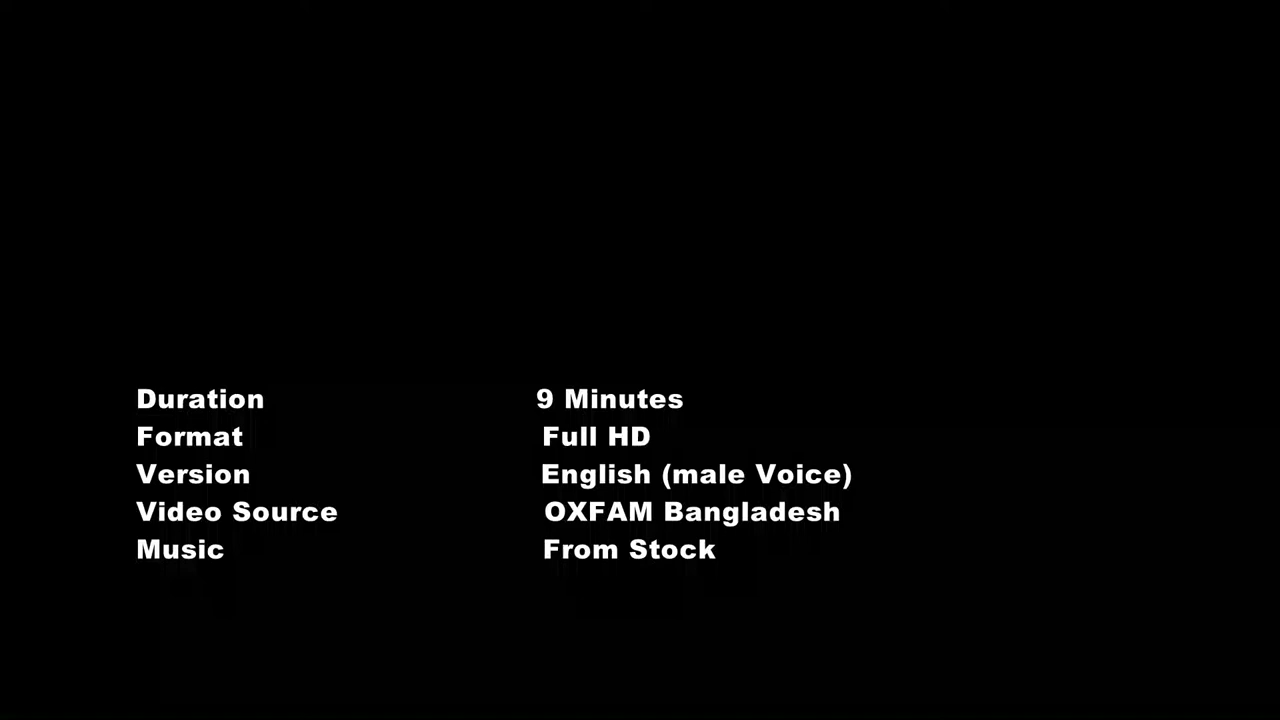 Duration 9 Minutes
Format Full HD
Version English (male Voice)
Video Source OXFAM Bangladesh
Music From Stock